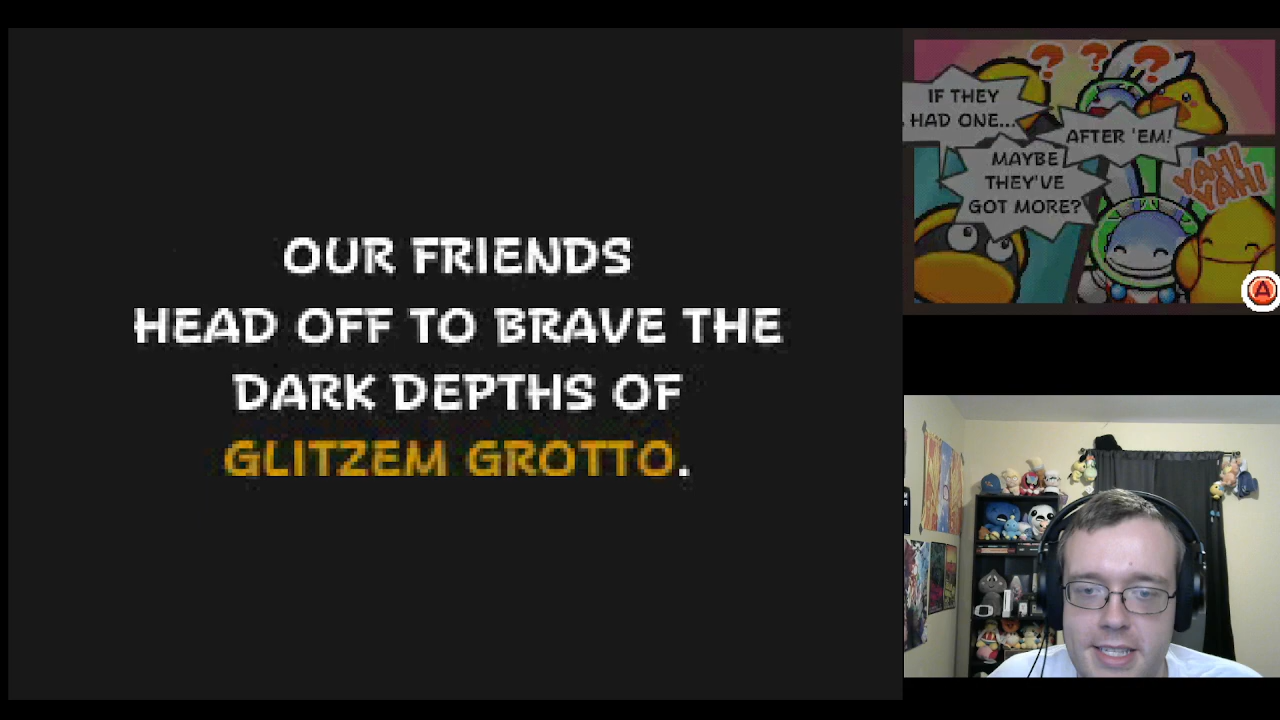 OUR FRIENDS
HEAD OFF TO BRAVE THE
DARK DEPTHS OF
GLITZEM GROTTO.
? ? ?
IF THEY
HAD ONE...
AFTER 'EM!
MAYBE
THEY'VE
GOT MORE?
YAH!
YAH!
A